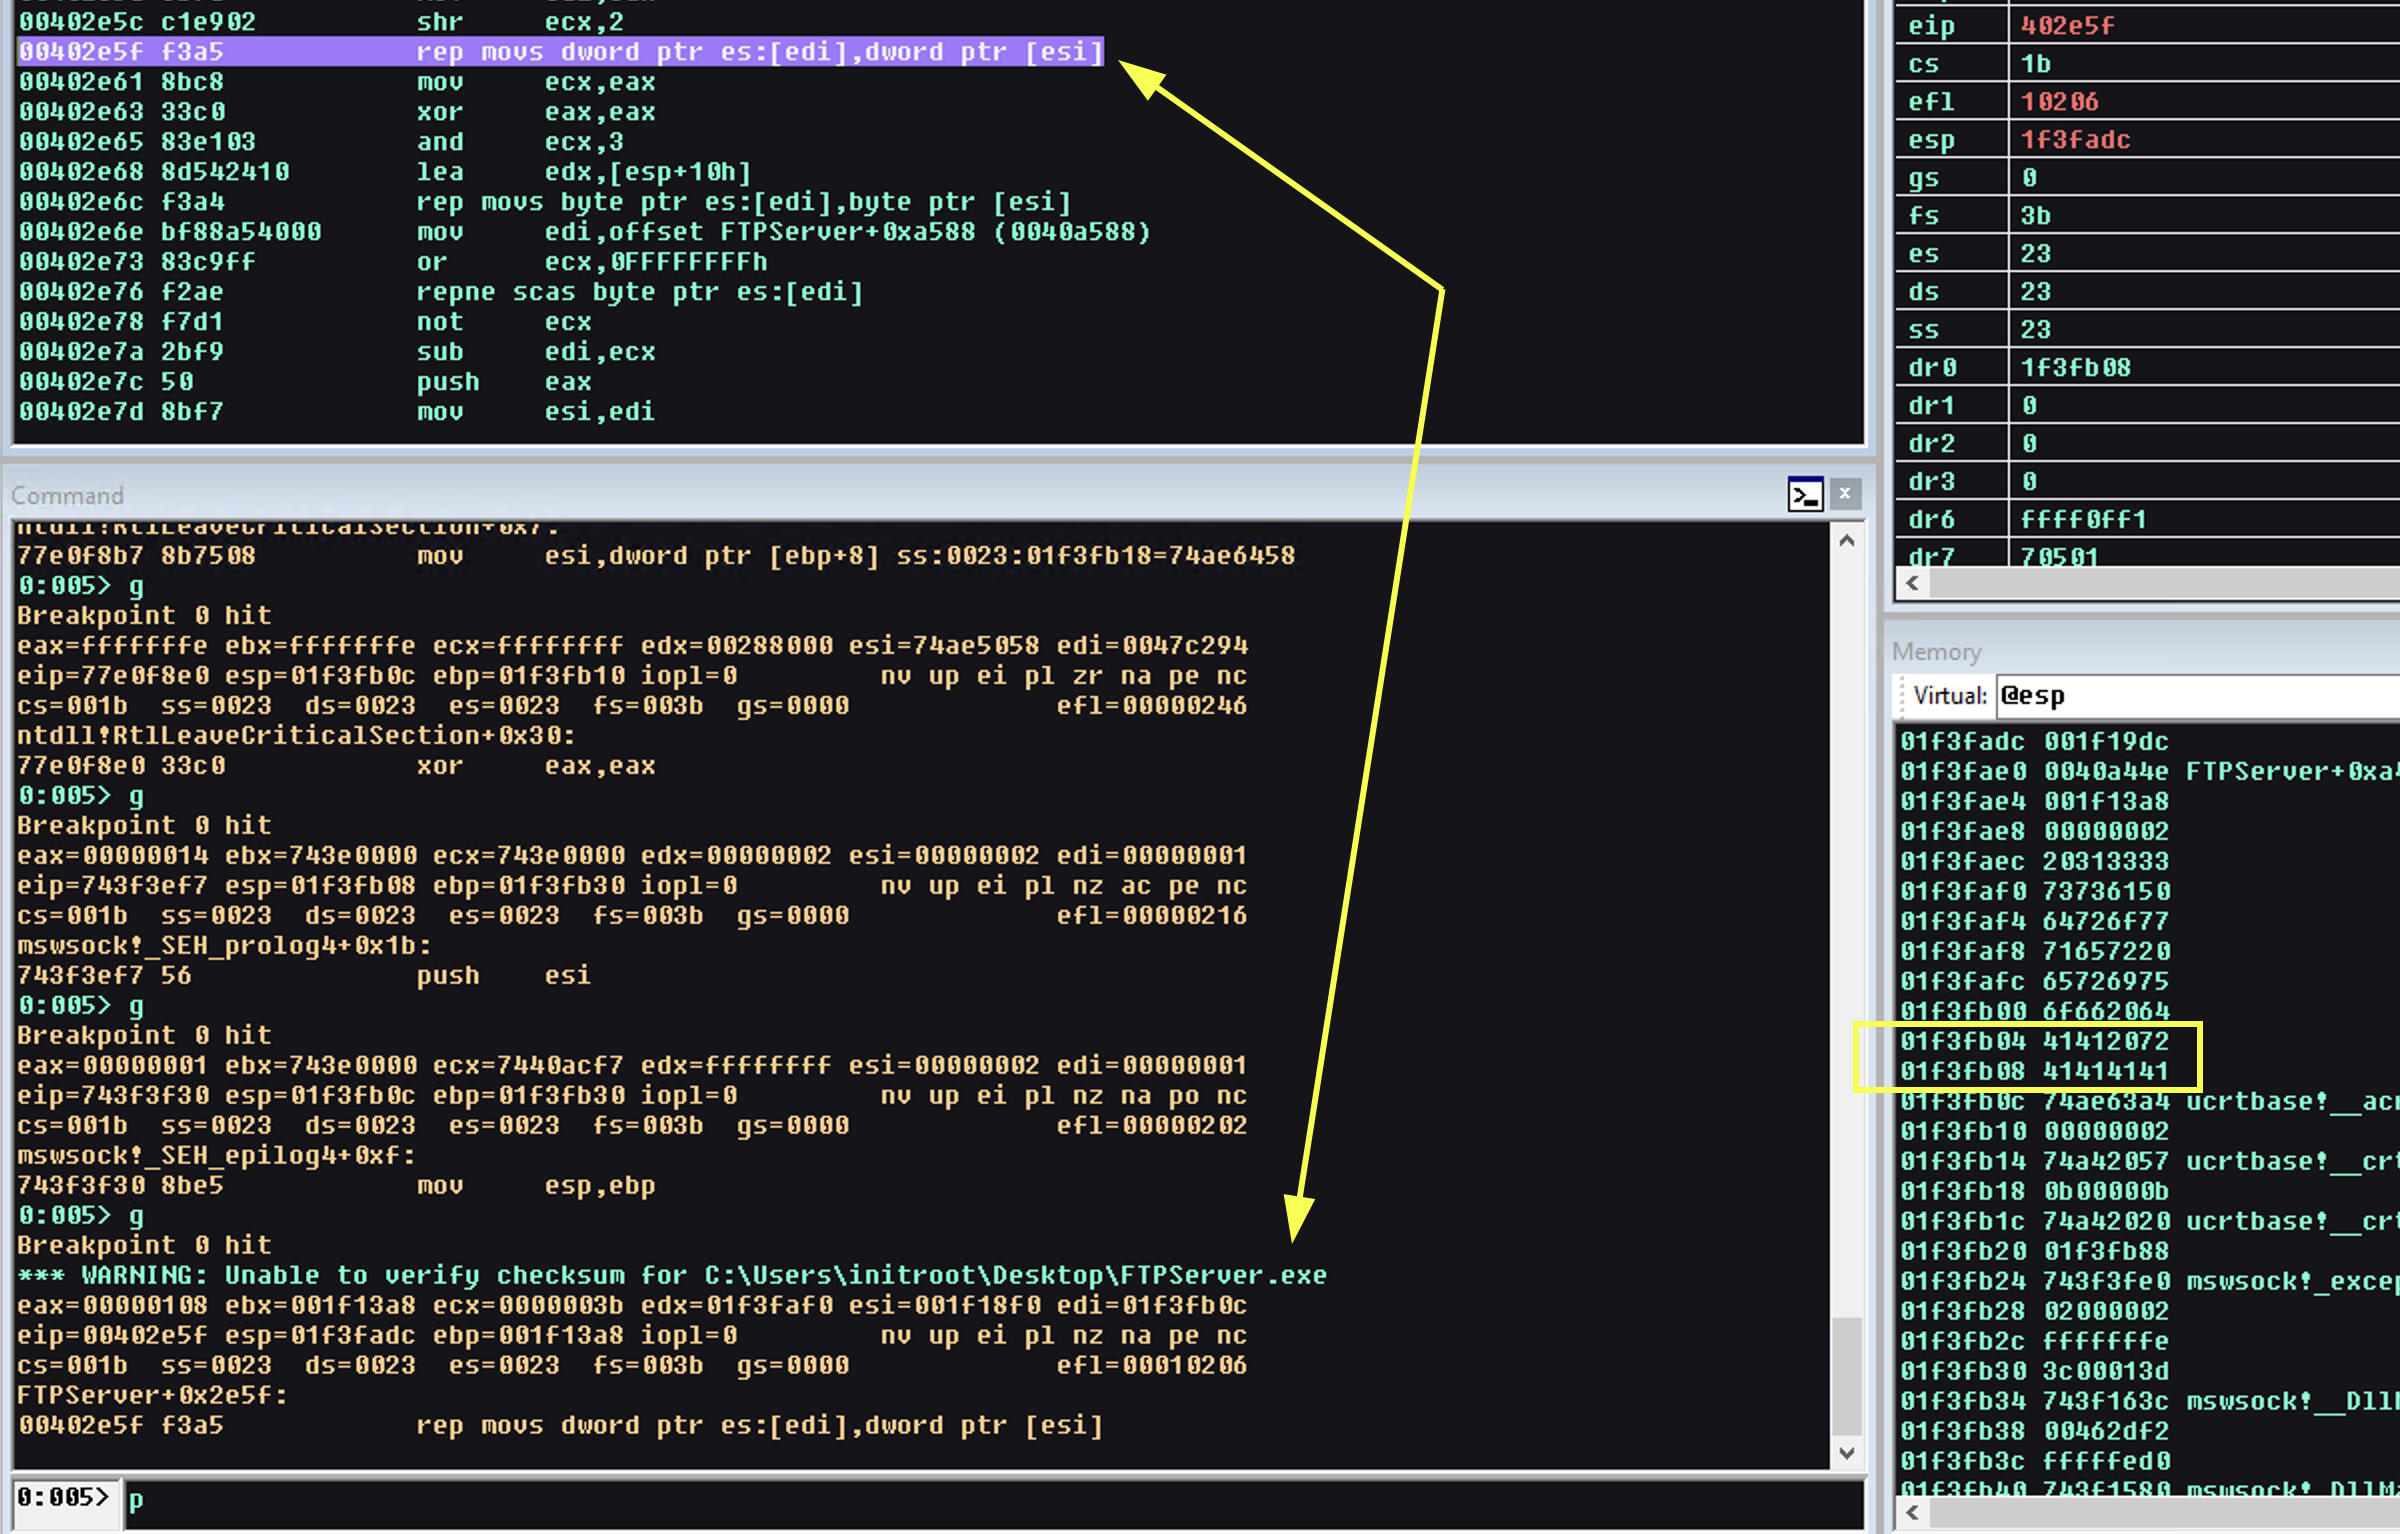 00402e5c c1e902 shr ecx,2
00402e5f f3a5 rep movs dword ptr es:[edi],dword ptr [esi]
00402e61 8bc8 mov ecx,eax
00402e63 33c0 xor eax,eax
00402e65 83e103 and ecx,3
00402e68 8d542410 lea edx,[esp+10h]
00402e6c f3a4 rep movs byte ptr es:[edi],byte ptr [esi]
00402e6e bf88a54000 mov edi,offset FTPServer+0xa588 (0040a588)
00402e73 83c9ff or ecx,0FFFFFFFFh
00402e76 f2ae repne scas byte ptr es:[edi]
00402e78 f7d1 not ecx
00402e7a 2bf9 sub edi,ecx
00402e7c 50 push eax
00402e7d 8bf7 mov esi,edi
Command
ntdll!RtlLeaveCriticalSection+0x7:
77e0f8b7 8b7508 mov esi,dword ptr [ebp+8] ss:0023:01f3fb18=74ae6458
0:005> g
Breakpoint 0 hit
eax=fffffffe ebx=fffffffe ecx=ffffffff edx=00288000 esi=74ae5058 edi=0047c294
eip=77e0f8e0 esp=01f3fb0c ebp=01f3fb10 iopl=0 nv up ei pl zr na pe nc
cs=001b ss=0023 ds=0023 es=0023 fs=003b gs=0000 efl=00000246
ntdll!RtlLeaveCriticalSection+0x30:
77e0f8e0 33c0 xor eax,eax
0:005> g
Breakpoint 0 hit
eax=00000014 ebx=743e0000 ecx=743e0000 edx=00000002 esi=00000002 edi=00000001
eip=743f3ef7 esp=01f3fb08 ebp=01f3fb30 iopl=0 nv up ei pl nz ac pe nc
cs=001b ss=0023 ds=0023 es=0023 fs=003b gs=0000 efl=00000216
mswsock!_SEH_prolog4+0x1b:
743f3ef7 56 push esi
0:005> g
Breakpoint 0 hit
eax=00000001 ebx=743e0000 ecx=7440acf7 edx=ffffffff esi=00000002 edi=00000001
eip=743f3f30 esp=01f3fb0c ebp=01f3fb30 iopl=0 nv up ei pl nz na po nc
cs=001b ss=0023 ds=0023 es=0023 fs=003b gs=0000 efl=00000202
mswsock!_SEH_epilog4+0xf:
743f3f30 8be5 mov esp,ebp
0:005> g
Breakpoint 0 hit
*** WARNING: Unable to verify checksum for C:\Users\initroot\Desktop\FTPServer.exe
eax=00000108 ebx=001f13a8 ecx=0000003b edx=01f3faf0 esi=001f18f0 edi=01f3fb0c
eip=00402e5f esp=01f3fadc ebp=001f13a8 iopl=0 nv up ei pl nz na pe nc
cs=001b ss=0023 ds=0023 es=0023 fs=003b gs=0000 efl=00010206
FTPServer+0x2e5f:
00402e5f f3a5 rep movs dword ptr es:[edi],dword ptr [esi]
0:005> p
eip 402e5f
cs 1b
efl 10206
esp 1f3fadc
gs 0
fs 3b
es 23
ds 23
ss 23
dr0 1f3fb08
dr1 0
dr2 0
dr3 0
dr6 ffff0ff1
dr7 70501
Memory
Virtual: @esp
01f3fadc 001f19dc
01f3fae0 0040a44e FTPServer+0xa4
01f3fae4 001f13a8
01f3fae8 00000002
01f3faec 20313333
01f3faf0 73736150
01f3faf4 64726f77
01f3faf8 71657220
01f3fafc 65726975
01f3fb00 6f662064
01f3fb04 41412072
01f3fb08 41414141
01f3fb0c 74ae63a4 ucrtbase!__acr
01f3fb10 00000002
01f3fb14 74a42057 ucrtbase!__crt
01f3fb18 0b00000b
01f3fb1c 74a42020 ucrtbase!__crt
01f3fb20 01f3fb88
01f3fb24 743f3fe0 mswsock!_excep
01f3fb28 02000002
01f3fb2c fffffffe
01f3fb30 3c00013d
01f3fb34 743f163c mswsock!__Dll
01f3fb38 00462df2
01f3fb3c fffffed0
01f3fb40 743f1580 mswsock!_DllMa